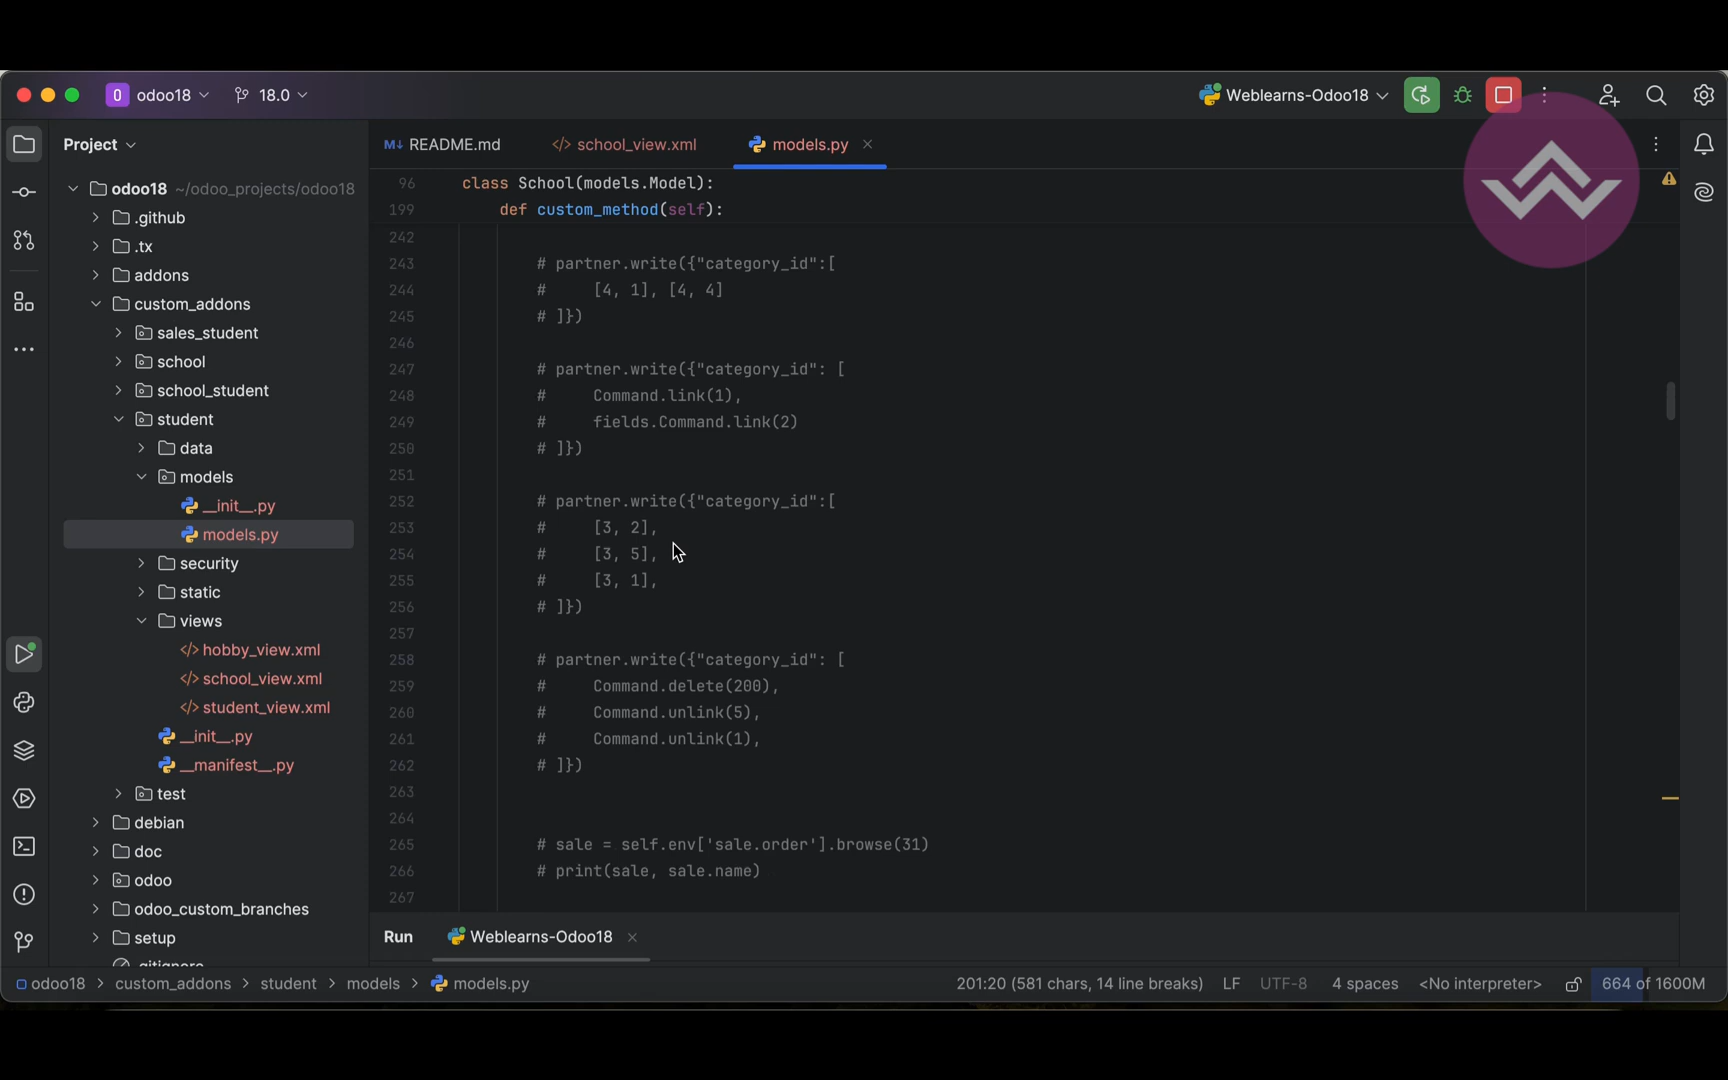 odoo18
18.0
Weblearns-Odoo18
Project
README.md
school_view.xml
models.py
odoo18 ~/odoo_projects/odoo18
.github
.tx
addons
custom_addons
sales_student
school
school_student
student
data
models
__init__.py
models.py
security
static
views
hobby_view.xml
school_view.xml
student_view.xml
__init__.py
__manifest__.py
test
debian
doc
odoo
odoo_custom_branches
setup
.gitignore
96 class School(models.Model):
199 def custom_method(self):
242
243 # partner.write({"category_id":[
244 # [4, 1], [4, 4]
245 # ]})
246
247 # partner.write({"category_id": [
248 # Command.link(1),
249 # fields.Command.link(2)
250 # ]})
251
252 # partner.write({"category_id":[
253 # [3, 2],
254 # [3, 5],
255 # [3, 1],
256 # ]})
257
258 # partner.write({"category_id": [
259 # Command.delete(200),
260 # Command.unlink(5),
261 # Command.unlink(1),
262 # ]})
263
264
265 # sale = self.env['sale.order'].browse(31)
266 # print(sale, sale.name)
267
Run
Weblearns-Odoo18
odoo18 > custom_addons > student > models > models.py
201:20 (581 chars, 14 line breaks)
LF
UTF-8
4 spaces
<No interpreter>
664 of 1600M